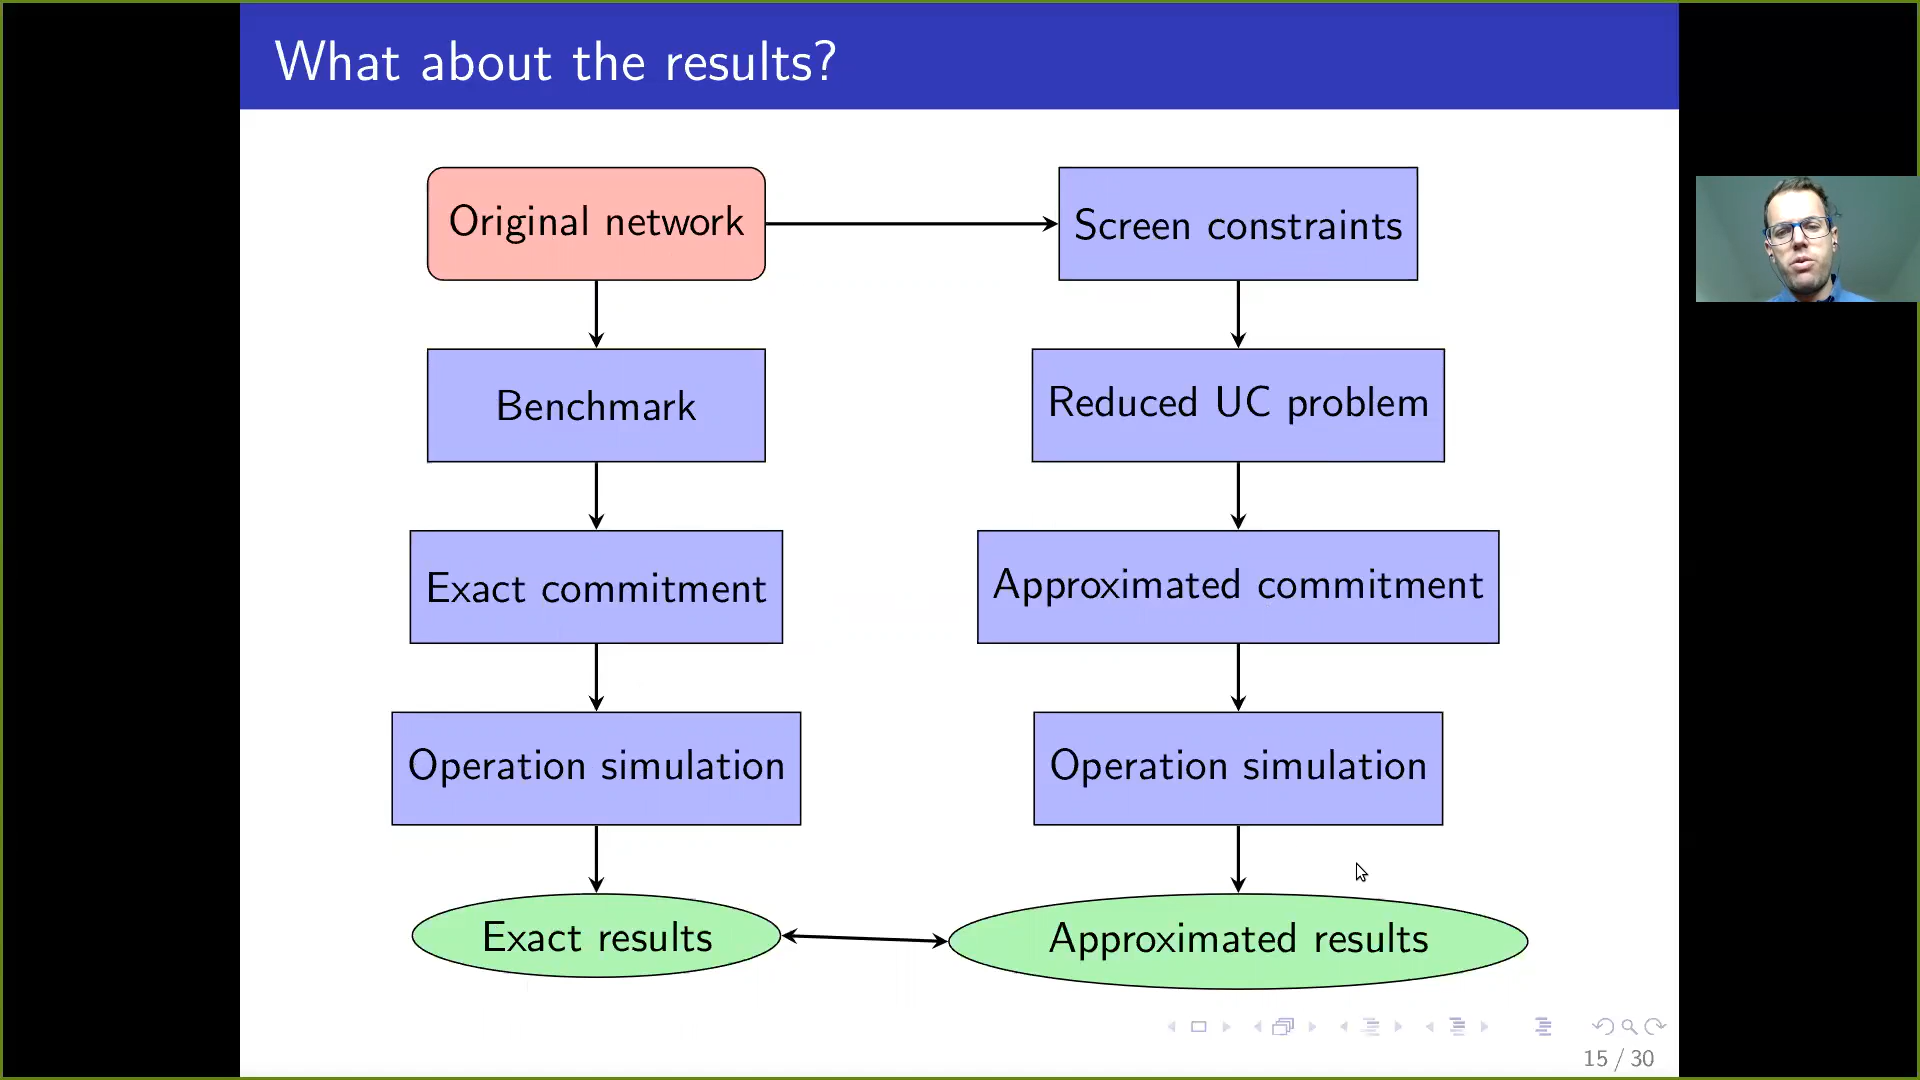 What about the results?
Original network
Screen constraints
Benchmark
Reduced UC problem
Exact commitment
Approximated commitment
Operation simulation
Operation simulation
Exact results
Approximated results
15 / 30